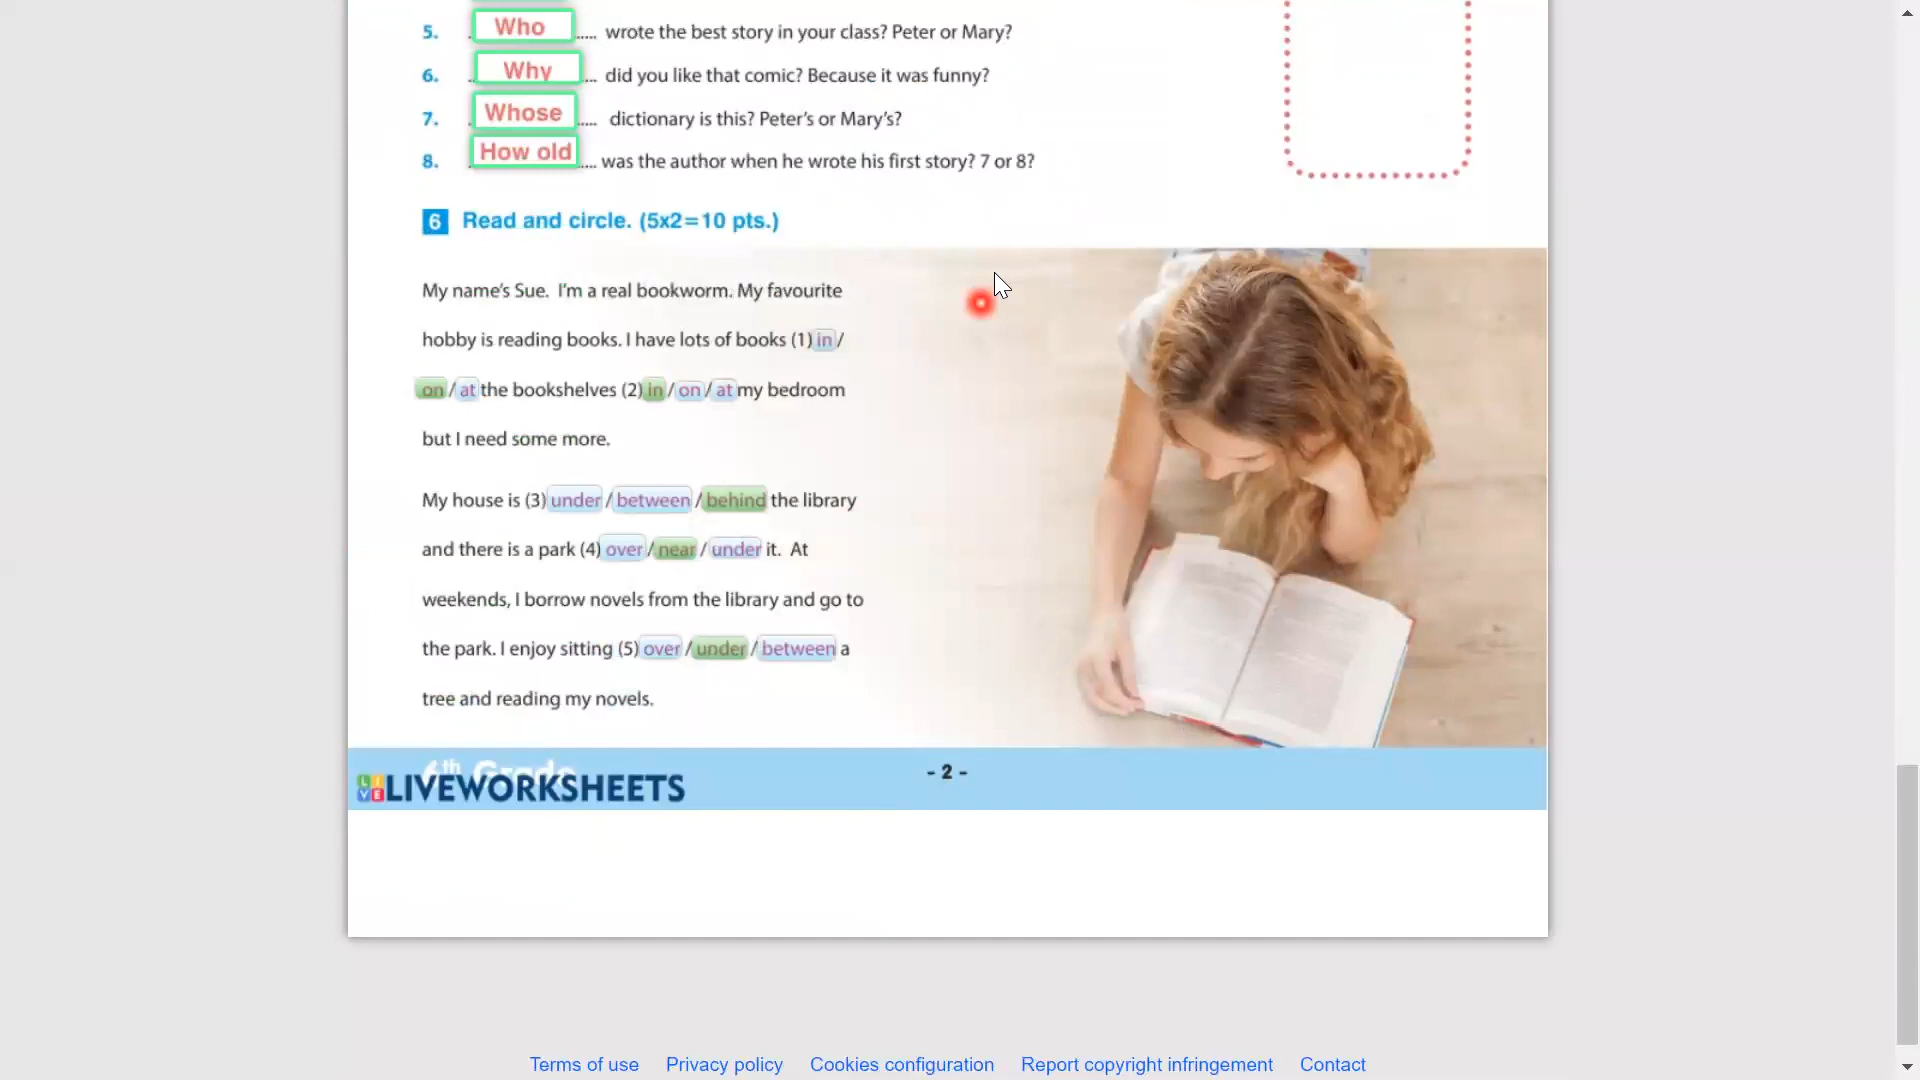 5. Who ..... wrote the best story in your class? Peter or Mary?
6. Why ... did you like that comic? Because it was funny?
7. Whose ..... dictionary is this? Peter's or Mary's?
8. How old .... was the author when he wrote his first story? 7 or 8?
6 Read and circle. (5x2=10 pts.)
My name's Sue. I'm a real bookworm. My favourite
hobby is reading books. I have lots of books (1) in /
on / at the bookshelves (2) in / on / at my bedroom
but I need some more.
My house is (3) under / between / behind the library
and there is a park (4) over / near / under it. At
weekends, I borrow novels from the library and go to
the park. I enjoy sitting (5) over / under / between a
tree and reading my novels.
6th Grade
LIVEWORKSHEETS
- 2 -
Terms of use Privacy policy Cookies configuration Report copyright infringement Contact